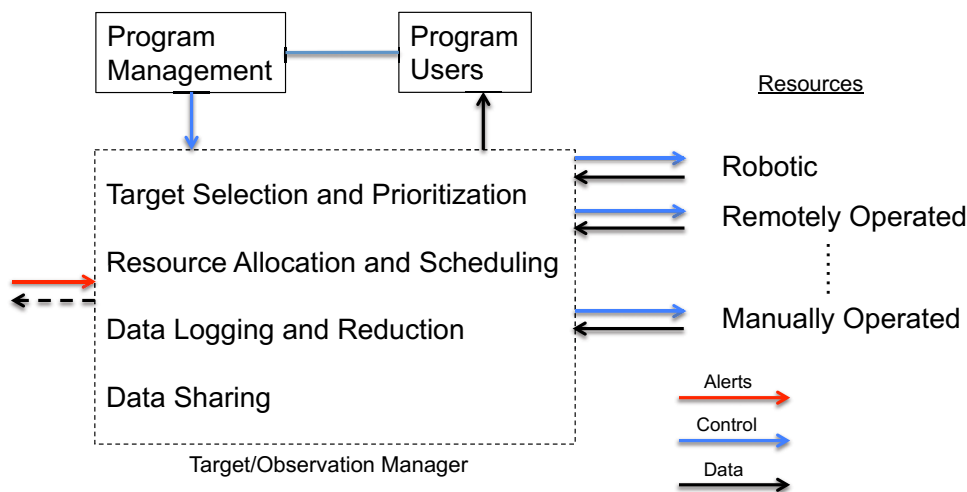 Program
Management
Program
Users
Resources
Target Selection and Prioritization
Resource Allocation and Scheduling
Data Logging and Reduction
Data Sharing
Target/Observation Manager
Robotic
Remotely Operated
Manually Operated
Alerts
Control
Data